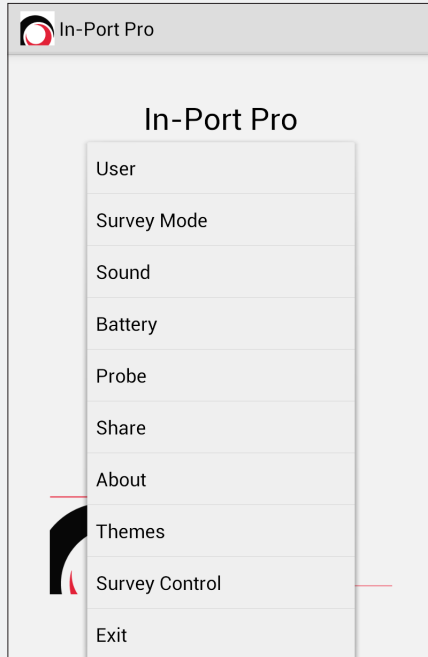 In-Port Pro
In-Port Pro
User
Survey Mode
Sound
Battery
Probe
Share
About
Themes
Survey Control
Exit